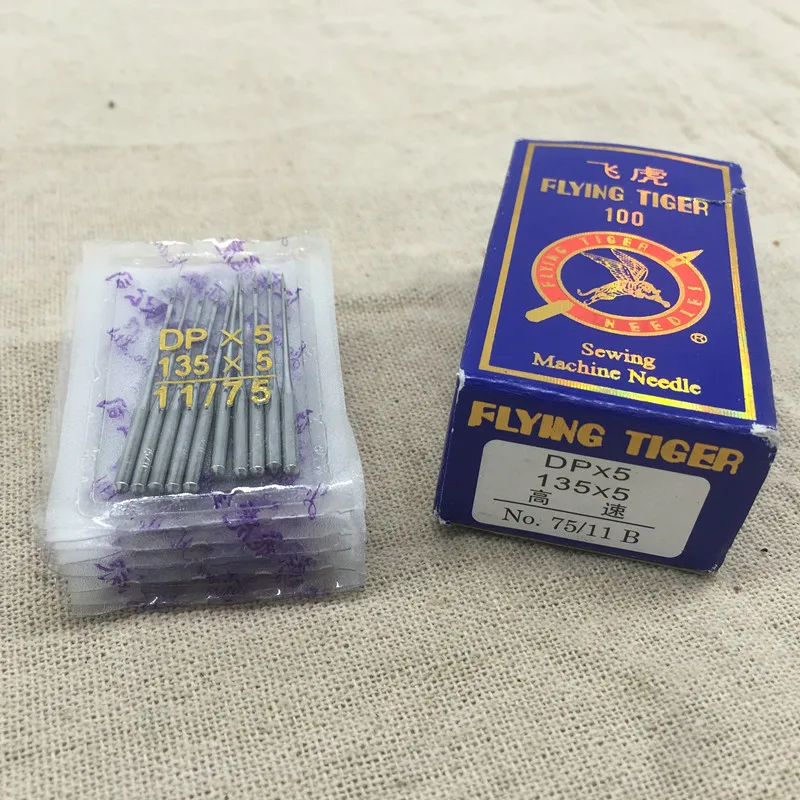 DP × 5
135 × 5
11/75
飞虎
FLYING TIGER
100
FLYING TIGER
NEEDLES
®
Sewing
Machine Needle
FLYING TIGER
DP×5
135×5
高 速
No. 75/11 B